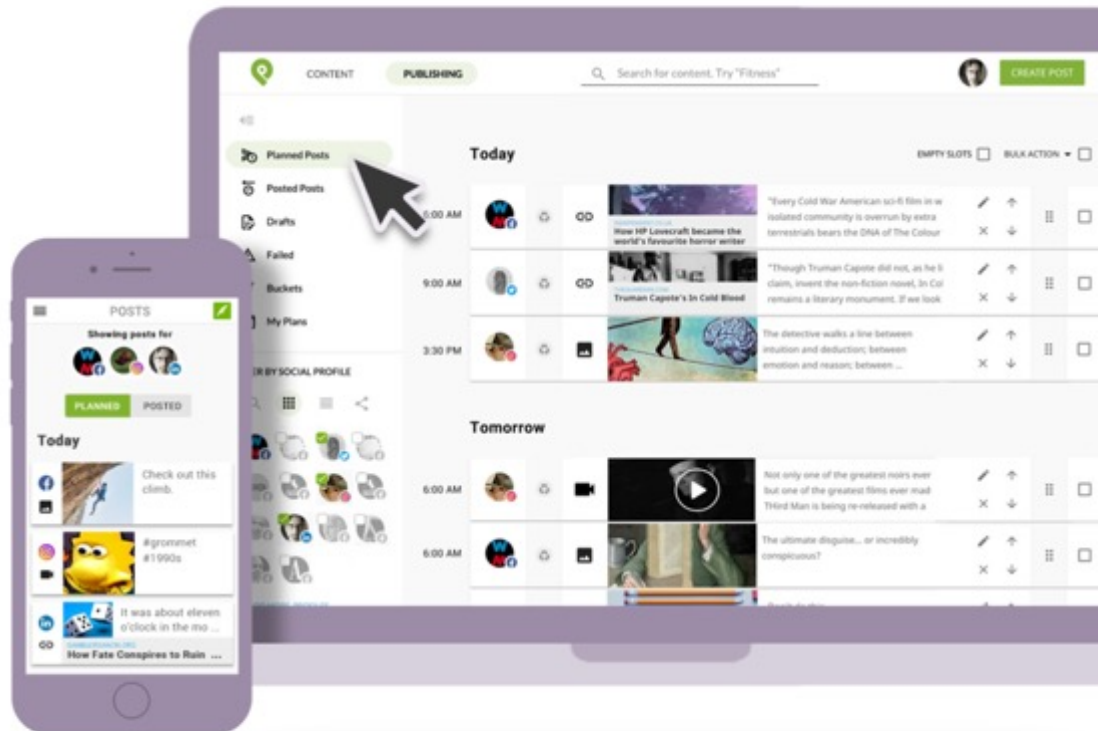 CONTENT
PUBLISHING
Search for content. Try "Fitness"
CREATE POST
Planned Posts
Posted Posts
Drafts
Failed
Buckets
My Plans
ER BY SOCIAL PROFILE
Today
EMPTY SLOTS
BULK ACTION
6:00 AM
How HP Lovecraft became the
world's favourite horror writer
"Every Cold War American sci-fi film in w
isolated community is overrun by extra
terrestrials bears the DNA of The Colour
9:00 AM
Truman Capote's In Cold Blood
"Though Truman Capote did not, as he li
claim, invent the non-fiction novel, In Col
remains a literary monument. If we look
3:30 PM
The detective walks a line between
intuition and deduction; between
emotion and reason; between ...
Tomorrow
6:00 AM
Not only one of the greatest noirs ever
but one of the greatest films ever mad
THird Man is being re-released with a
6:00 AM
The ultimate disguise... or incredibly
conspicuous?
POSTS
Showing posts for
PLANNED
POSTED
Today
Check out this
climb.
#grommet
#1990s
It was about eleven
o'clock in the mo ...
How Fate Conspires to Ruin ...